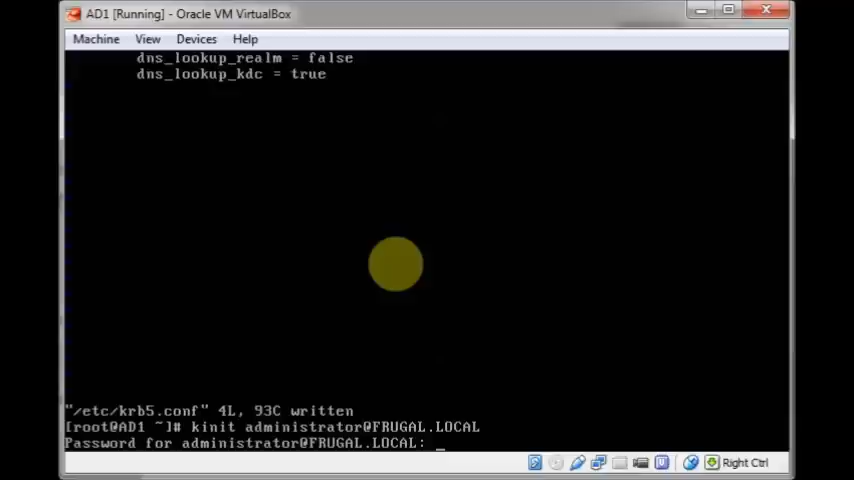 AD1 [Running] - Oracle VM VirtualBox
Machine View Devices Help
dns_lookup_realm = false
dns_lookup_kdc = true
"/etc/krb5.conf" 4L, 93C written
[root@AD1 ~]# kinit administrator@FRUGAL.LOCAL
Password for administrator@FRUGAL.LOCAL: _
Right Ctrl